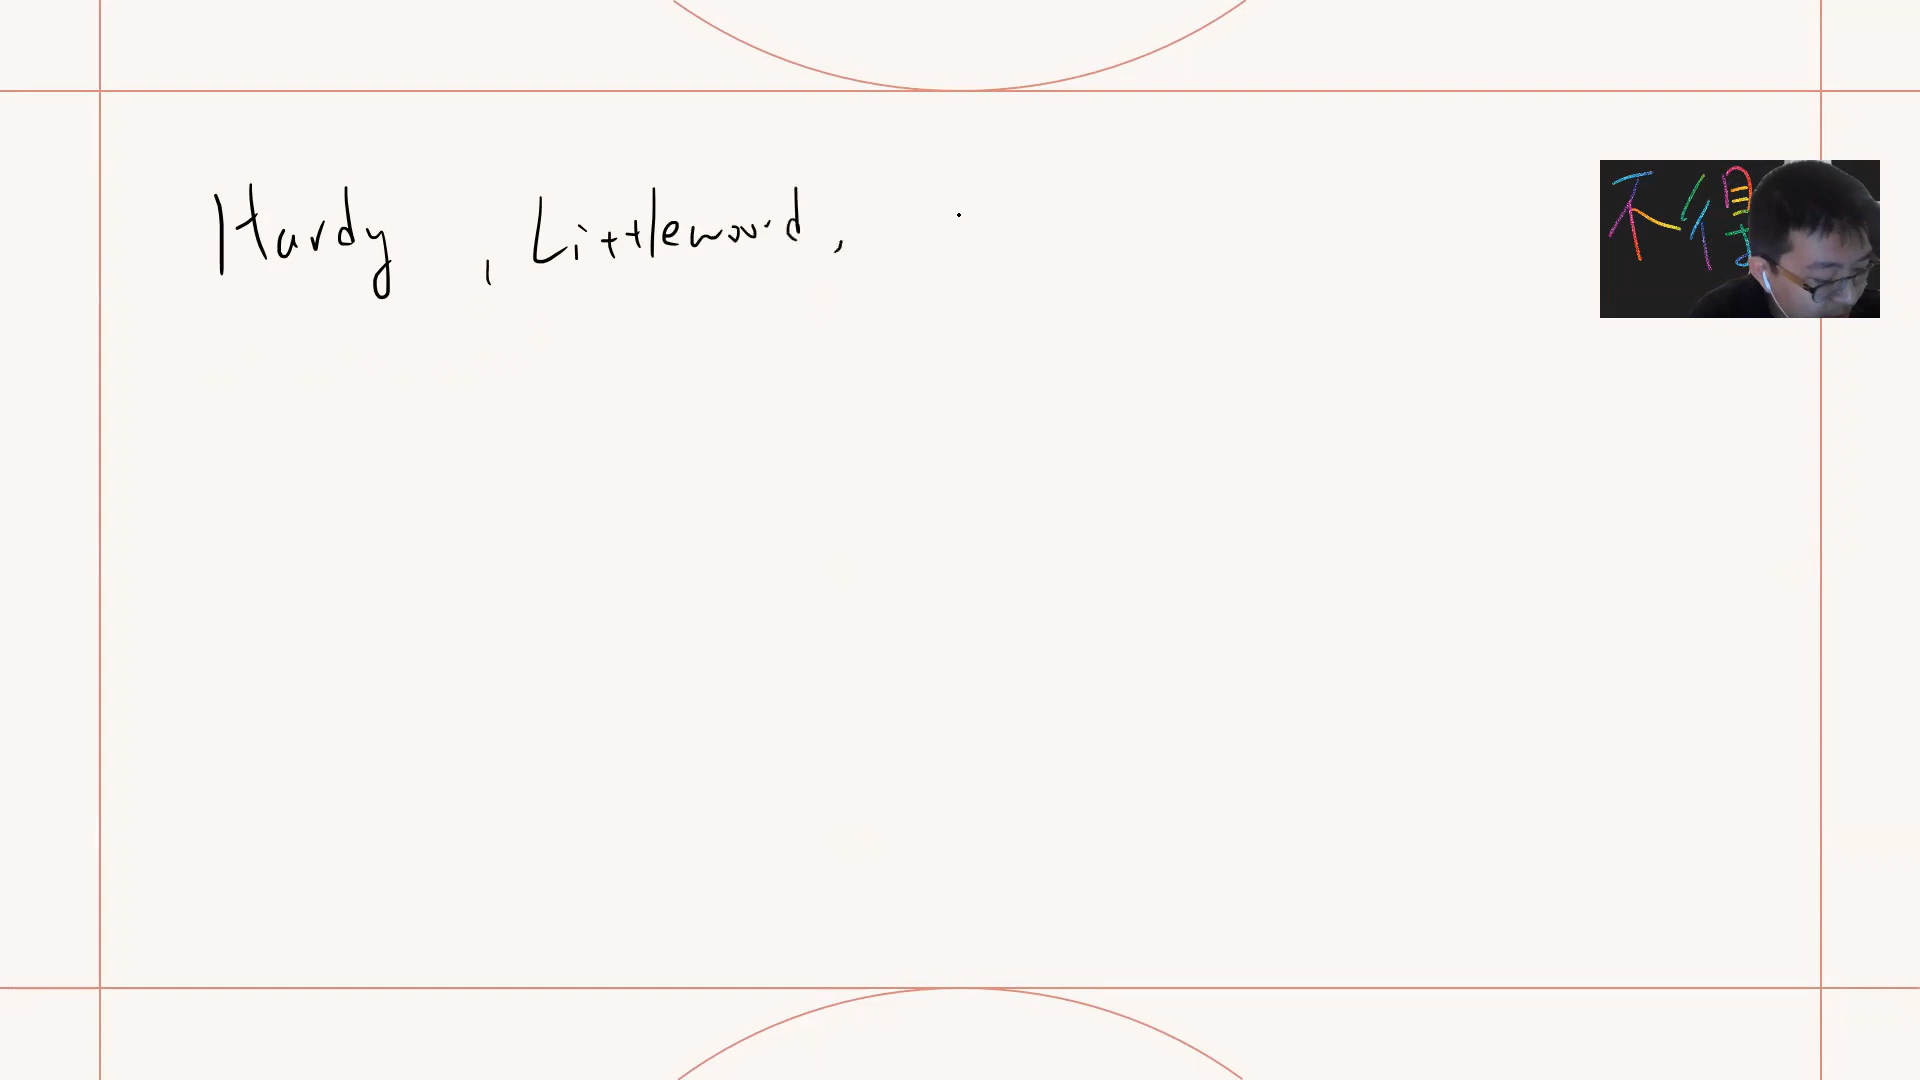 Hardy , Littlewood ,
不得